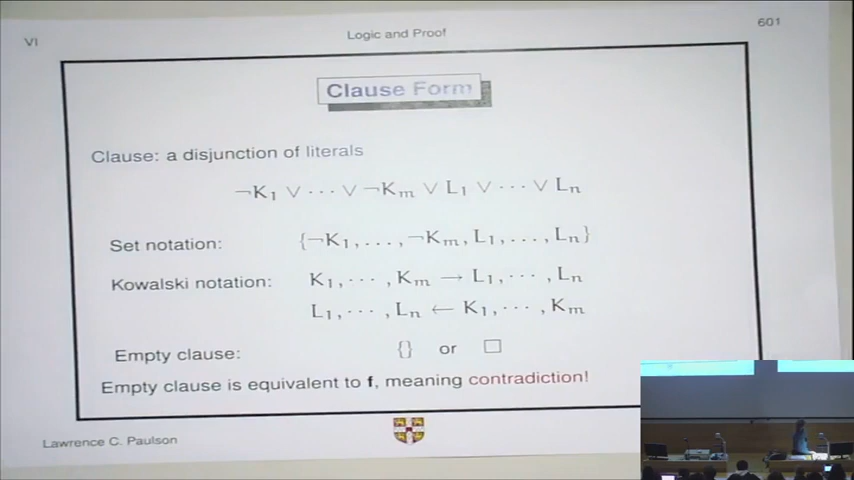 VI
Logic and Proof
601
Clause Form
Clause: a disjunction of literals
¬K₁ ∨ ⋯ ∨ ¬Kₘ ∨ L₁ ∨ ⋯ ∨ Lₙ
Set notation: {¬K₁, . . . , ¬Kₘ, L₁, . . . , Lₙ}
Kowalski notation: K₁, ⋯ , Kₘ → L₁, ⋯ , Lₙ
L₁, ⋯ , Lₙ ← K₁, ⋯ , Kₘ
Empty clause: {} or □
Empty clause is equivalent to f, meaning contradiction!
Lawrence C. Paulson